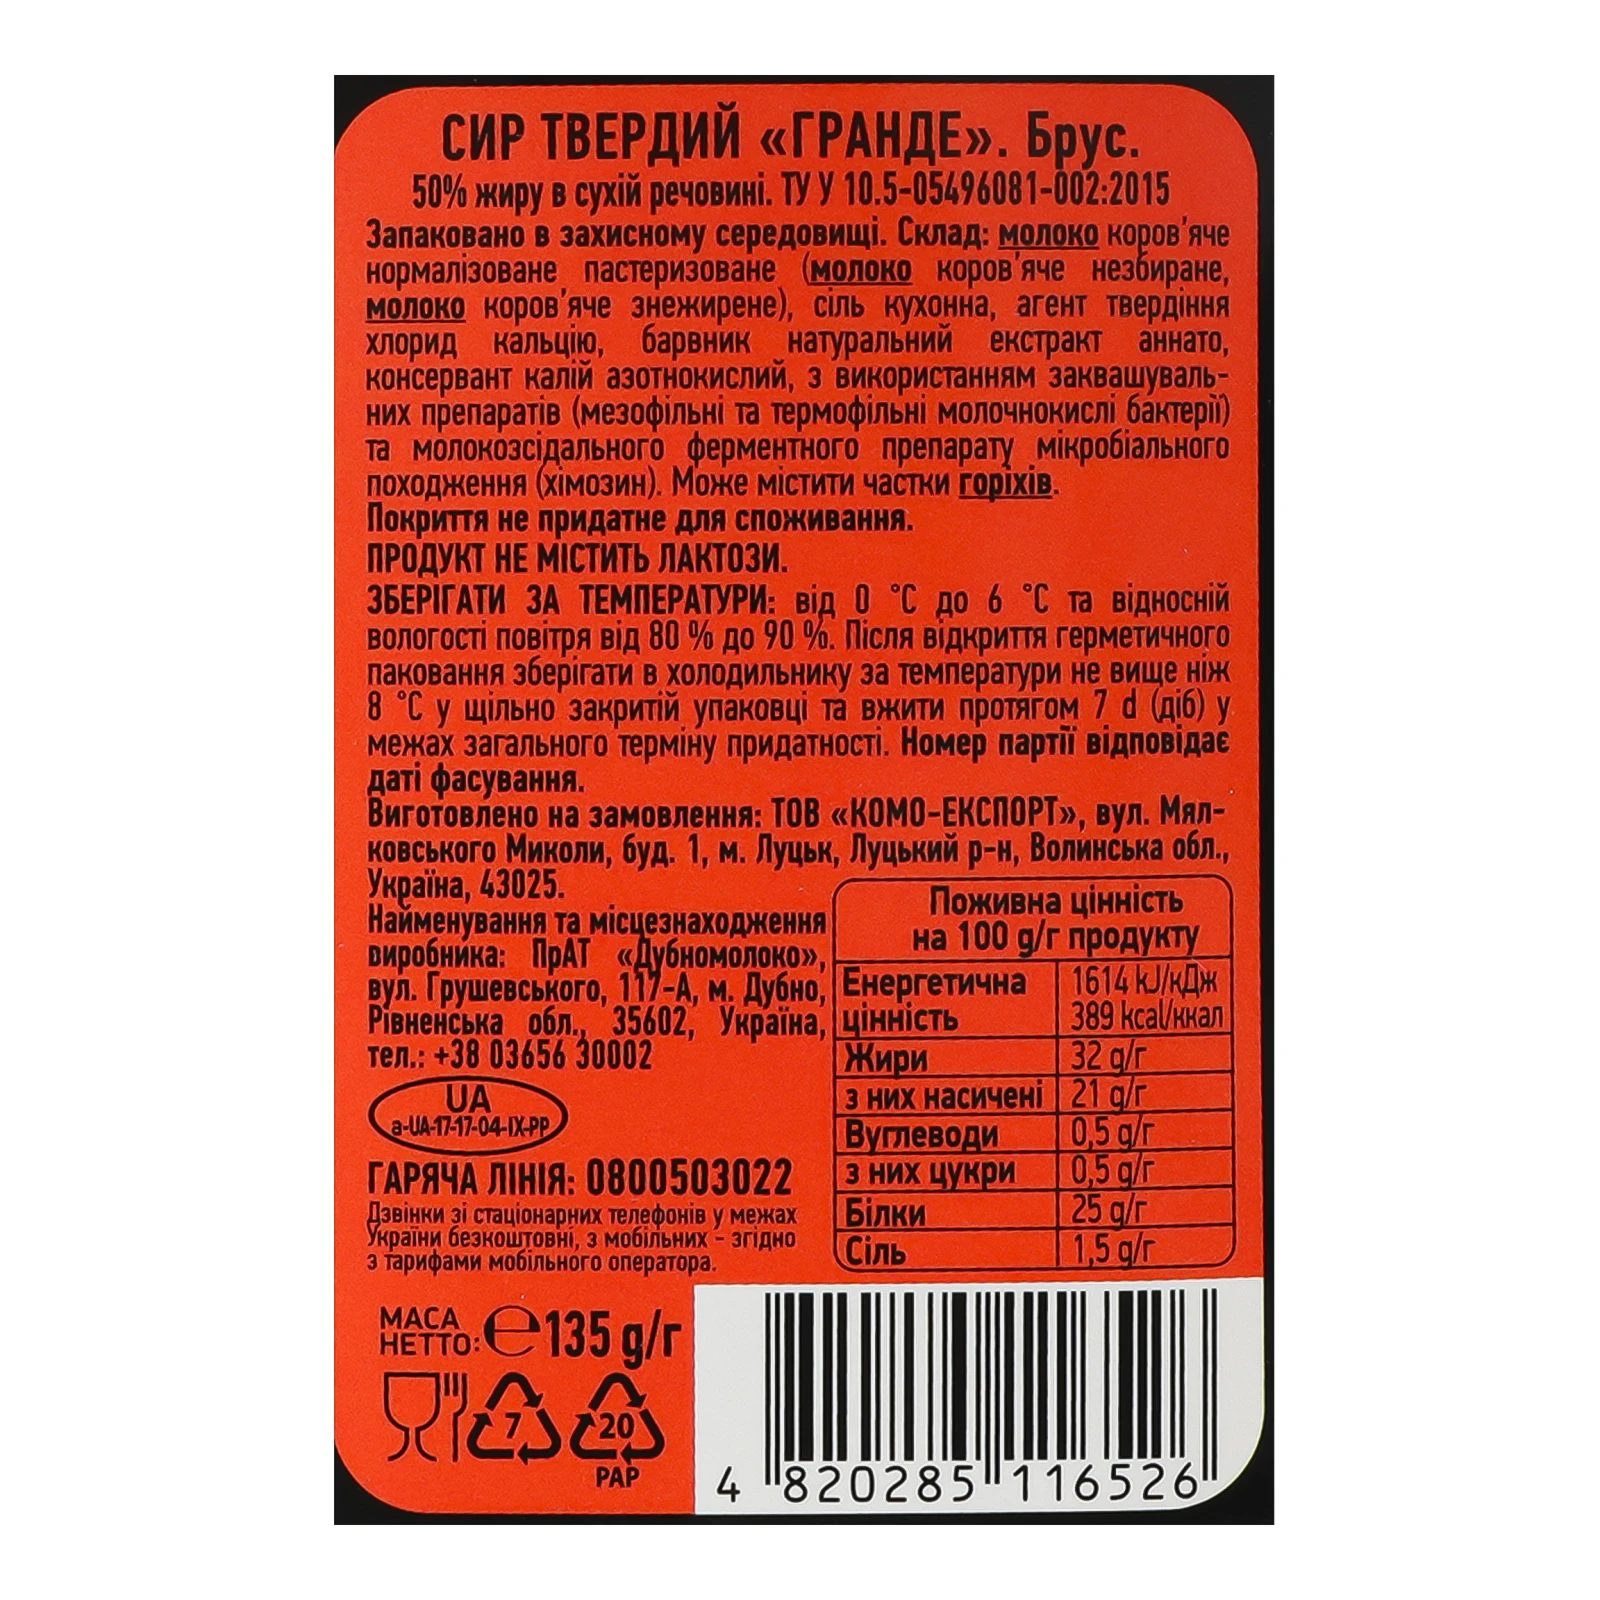 СИР ТВЕРДИЙ «ГРАНДЕ». Брус.
50% жиру в сухій речовині. ТУ У 10.5-05496081-002:2015
Запаковано в захисному середовищі. Склад: молоко коров’яче
нормалізоване пастеризоване (молоко коров’яче незбиране,
молоко коров’яче знежирене), сіль кухонна, агент твердіння
хлорид кальцію, барвник натуральний екстракт аннато,
консервант калій азотнокислий, з використанням заквашуваль-
них препаратів (мезофільні та термофільні молочнокислі бактерії)
та молокозсідального ферментного препарату мікробіального
походження (хімозин). Може містити частки горіхів.
Покриття не придатне для споживання.
ПРОДУКТ НЕ МІСТИТЬ ЛАКТОЗИ.
ЗБЕРІГАТИ ЗА ТЕМПЕРАТУРИ: від 0 °С до 6 °С та відносній
вологості повітря від 80 % до 90 %. Після відкриття герметичного
паковання зберігати в холодильнику за температури не вище ніж
8 °С у щільно закритій упаковці та вжити протягом 7 d (діб) у
межах загального терміну придатності. Номер партії відповідає
даті фасування.
Виготовлено на замовлення: ТОВ «КОМО-ЕКСПОРТ», вул. Мял-
ковського Миколи, буд. 1, м. Луцьк, Луцький р-н, Волинська обл.,
Україна, 43025.
Найменування та місцезнаходження
виробника: ПрАТ «Дубномолоко»,
вул. Грушевського, 117-А, м. Дубно,
Рівненська обл., 35602, Україна,
тел.: +38 03656 30002
UA
a-UA-17-17-04-IX-PP
ГАРЯЧА ЛІНІЯ: 0800503022
Дзвінки зі стаціонарних телефонів у межах
України безкоштовні, з мобільних - згідно
з тарифами мобільного оператора.
Поживна цінність
на 100 g/г продукту
Енергетична 1614 kJ/кДж
цінність 389 kcal/ккал
Жири 32 g/г
з них насичені 21 g/г
Вуглеводи 0,5 g/г
з них цукри 0,5 g/г
Білки 25 g/г
Сіль 1,5 g/г
МАСА
НЕТТО: ℮ 135 g/г
7
20
PAP
4 820285 116526